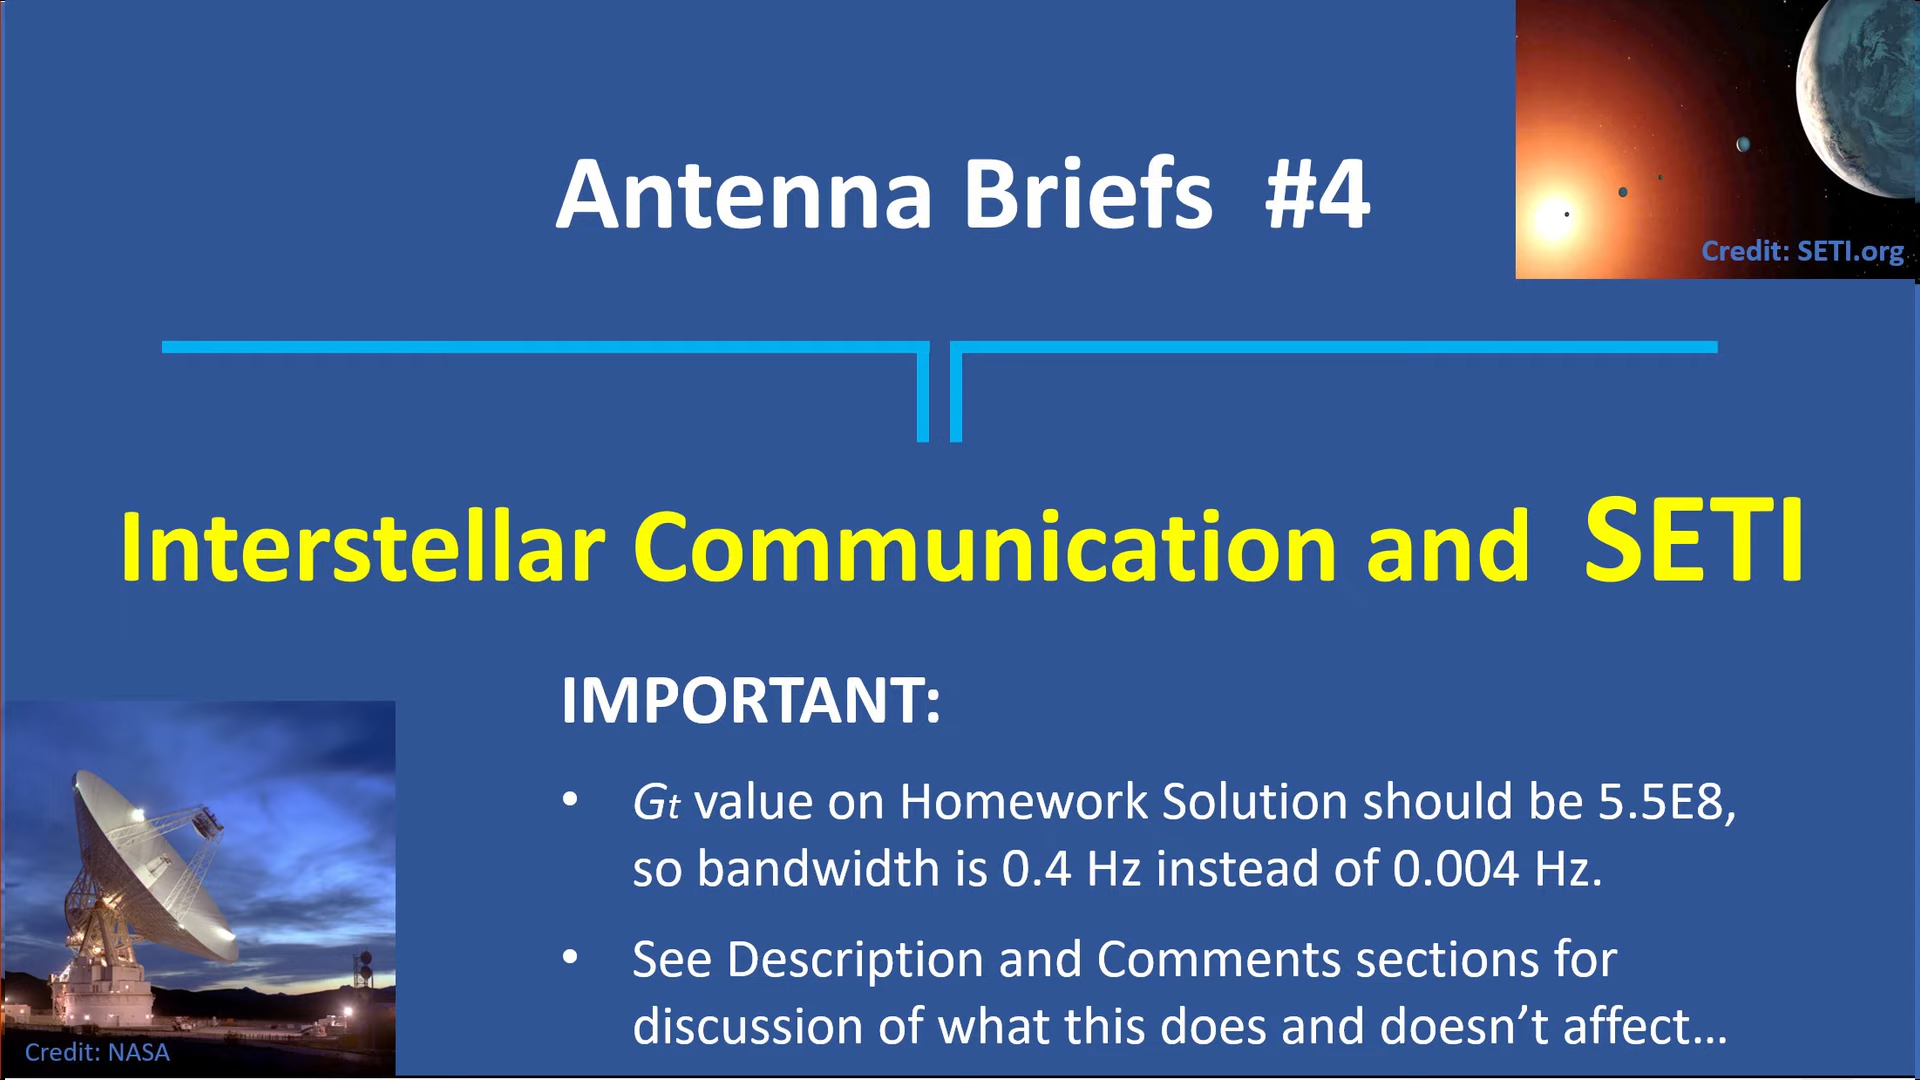 Antenna Briefs #4
Credit: SETI.org
Interstellar Communication and SETI
IMPORTANT:
• Gt value on Homework Solution should be 5.5E8,
so bandwidth is 0.4 Hz instead of 0.004 Hz.
• See Description and Comments sections for
discussion of what this does and doesn’t affect…
Credit: NASA